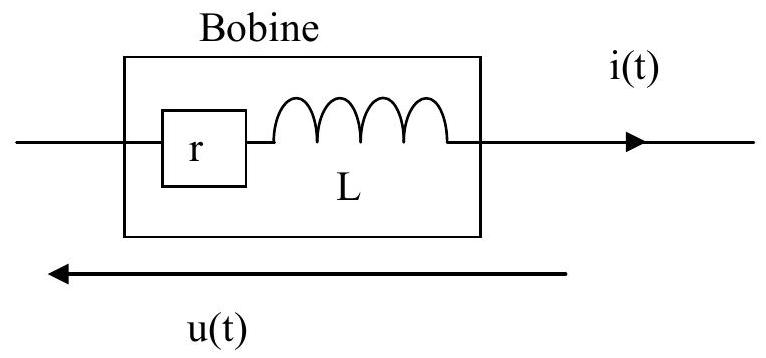 Bobine
i(t)
r
L
u(t)